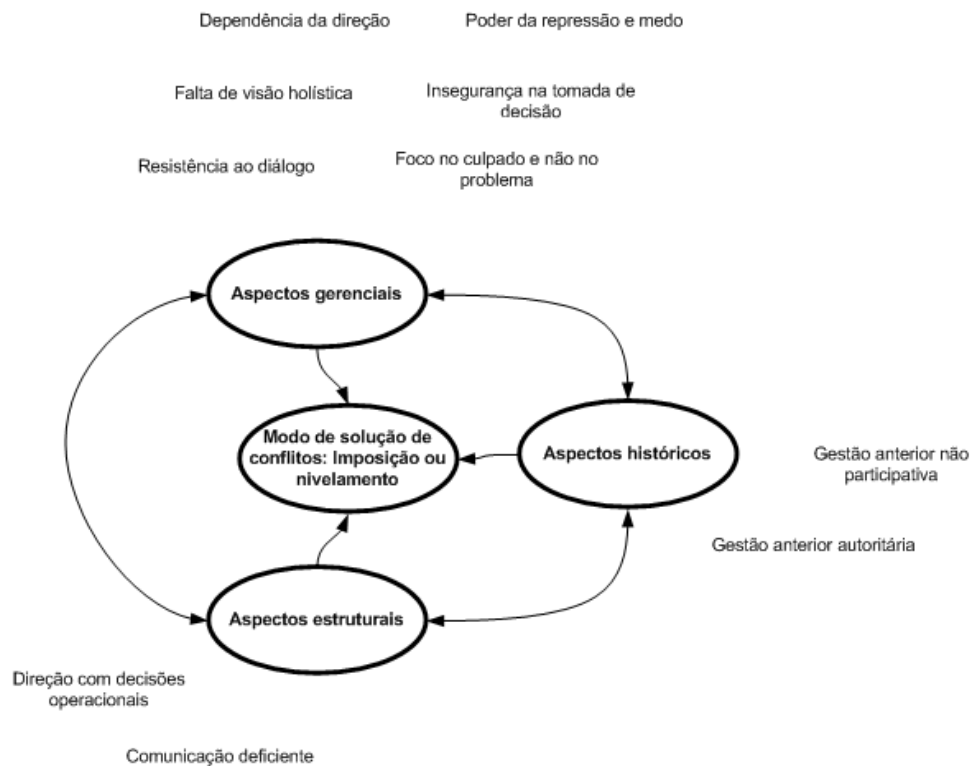 Dependência da direção
Poder da repressão e medo
Falta de visão holística
Insegurança na tomada de
decisão
Resistência ao diálogo
Foco no culpado e não no
problema
Aspectos gerenciais
Modo de solução de
conflitos: Imposição ou
nivelamento
Aspectos históricos
Gestão anterior não
participativa
Gestão anterior autoritária
Aspectos estruturais
Direção com decisões
operacionais
Comunicação deficiente